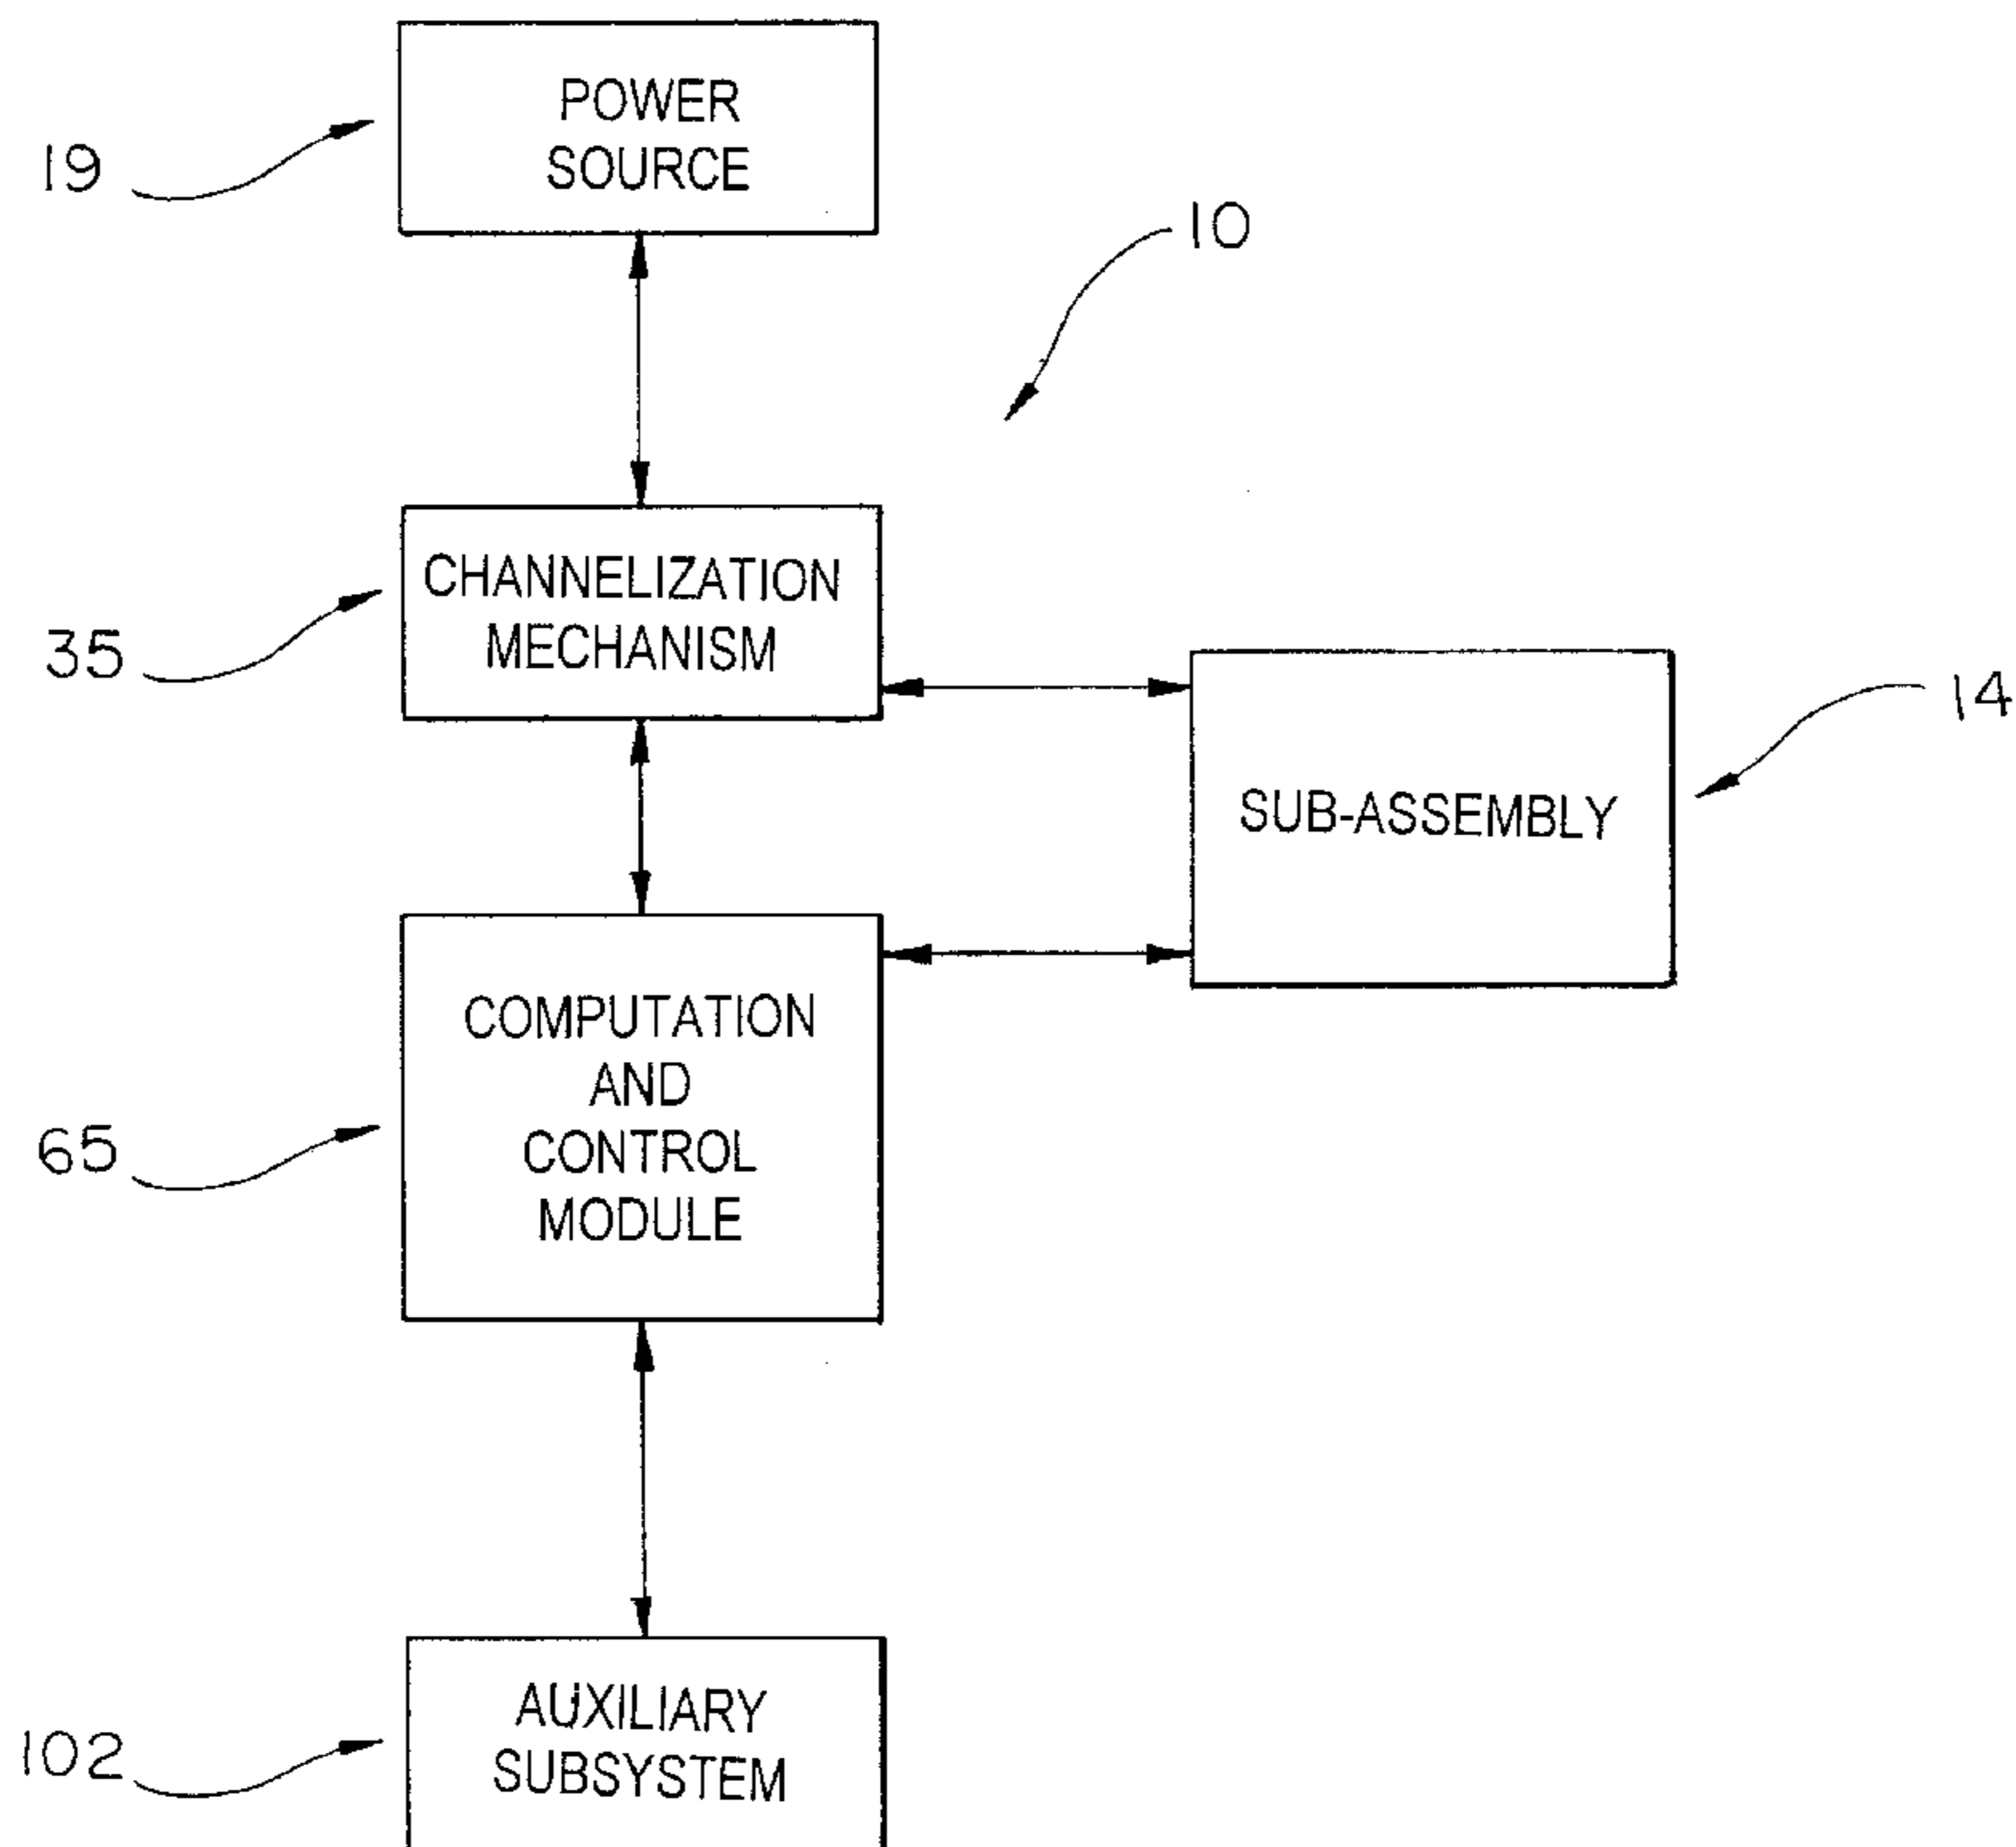 POWER
SOURCE
19
10
CHANNELIZATION
MECHANISM
35
SUB-ASSEMBLY
14
COMPUTATION
AND
CONTROL
MODULE
65
AUXILIARY
SUBSYSTEM
102